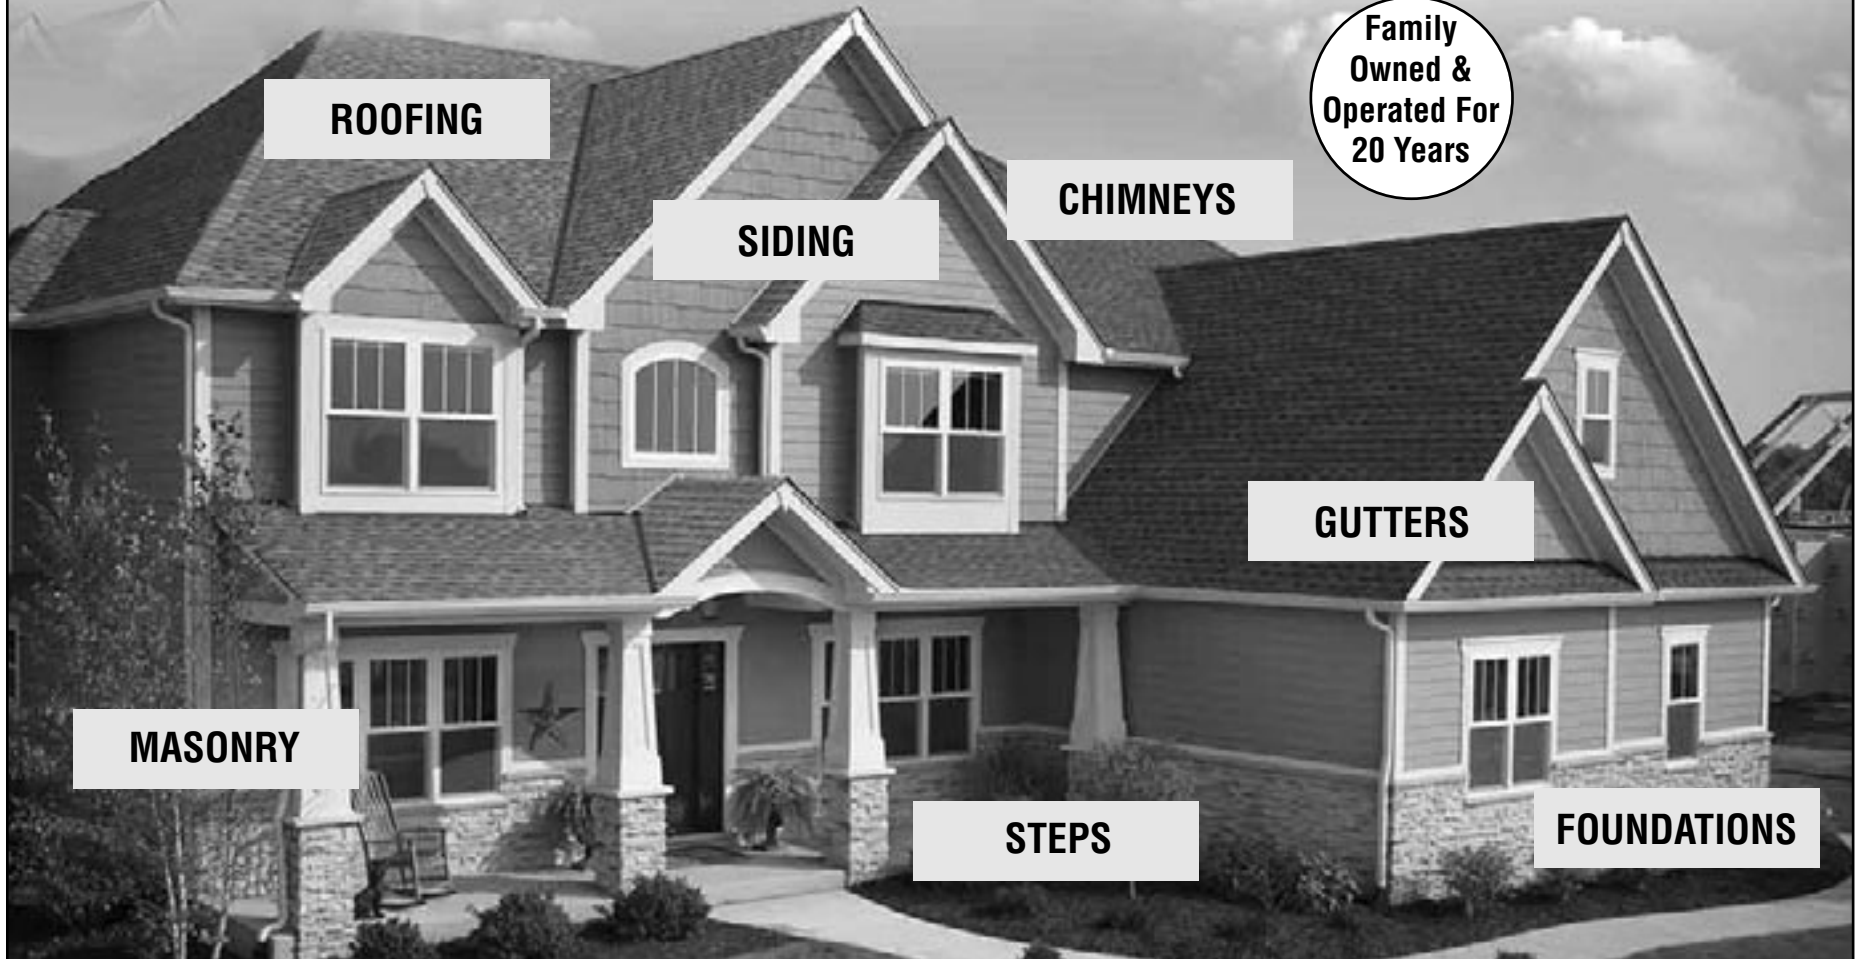 Family
Owned &
Operated For
20 Years
ROOFING
CHIMNEYS
SIDING
GUTTERS
MASONRY
STEPS
FOUNDATIONS